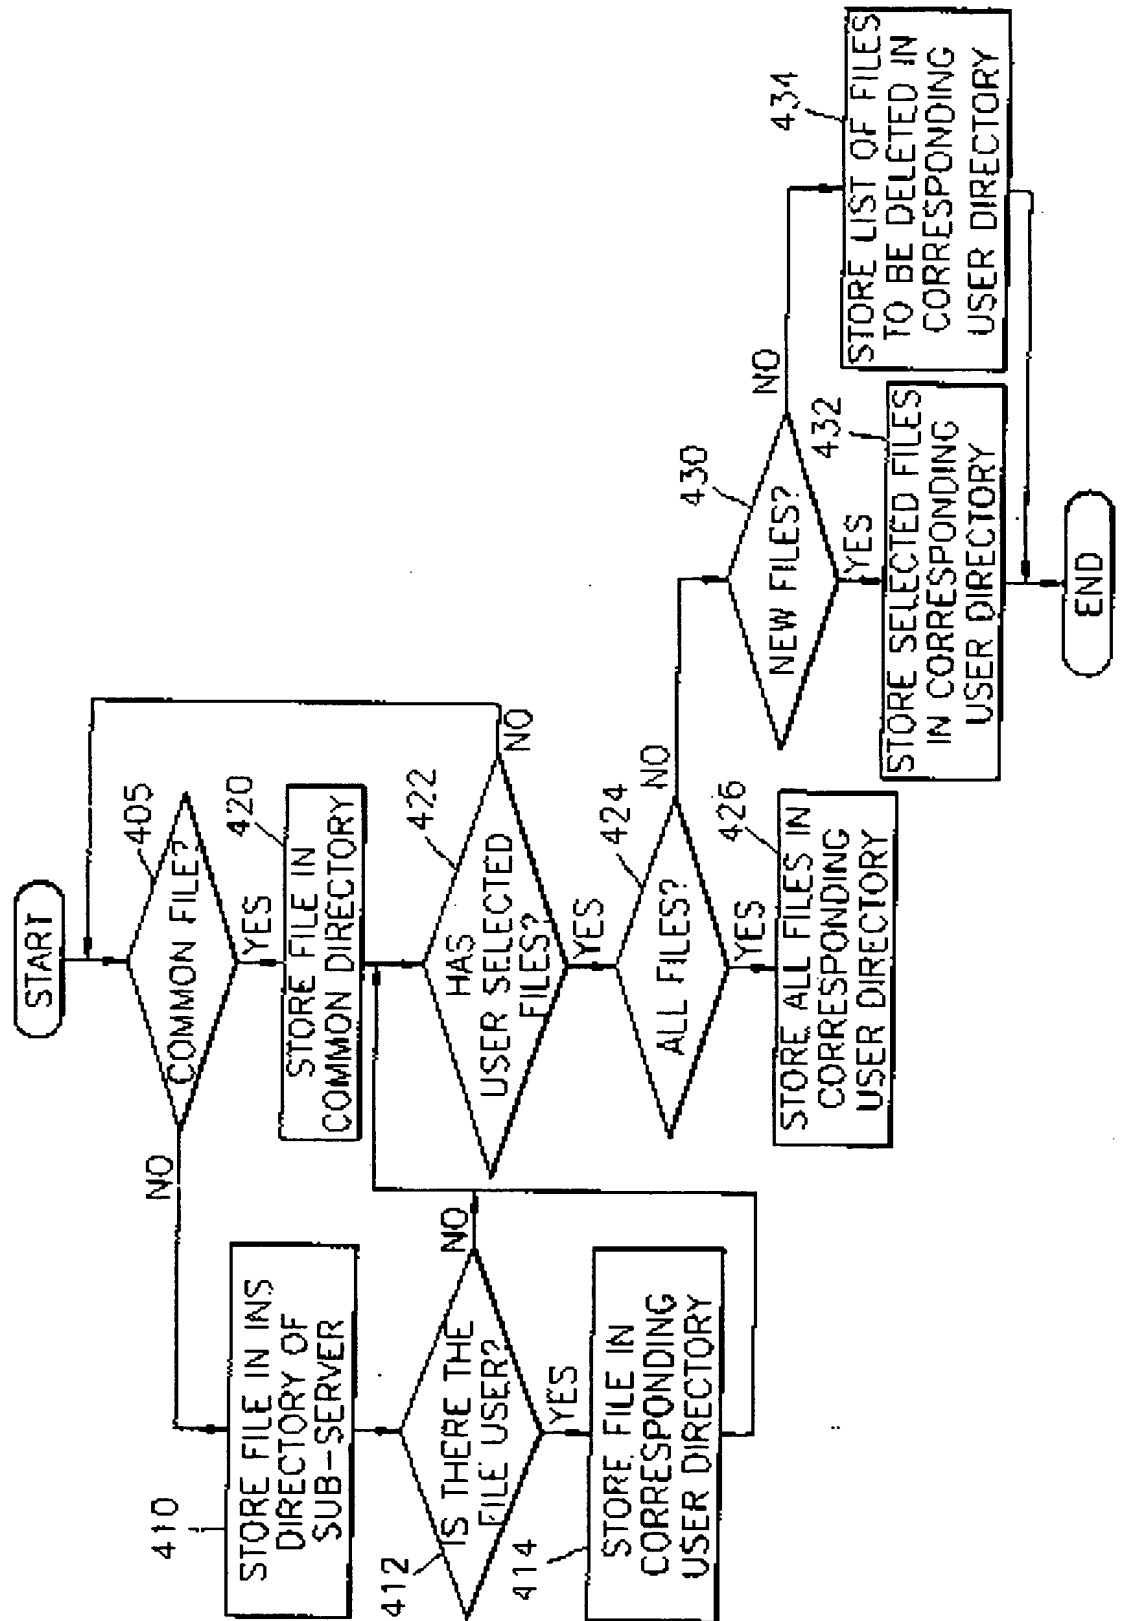 START
405
COMMON FILE?
NO
YES
410
STORE FILE IN INS
DIRECTORY OF
SUB-SERVER
420
STORE FILE IN
COMMON DIRECTORY
412
IS THERE THE
FILE USER?
NO
YES
422
HAS
USER SELECTED
FILES?
NO
YES
414
STORE FILE IN
CORRESPONDING
USER DIRECTORY
424
ALL FILES?
NO
YES
426
STORE ALL FILES IN
CORRESPONDING
USER DIRECTORY
430
NEW FILES?
NO
YES
432
STORE SELECTED FILES
IN CORRESPONDING
USER DIRECTORY
434
STORE LIST OF FILES
TO BE DELETED IN
CORRESPONDING
USER DIRECTORY
END